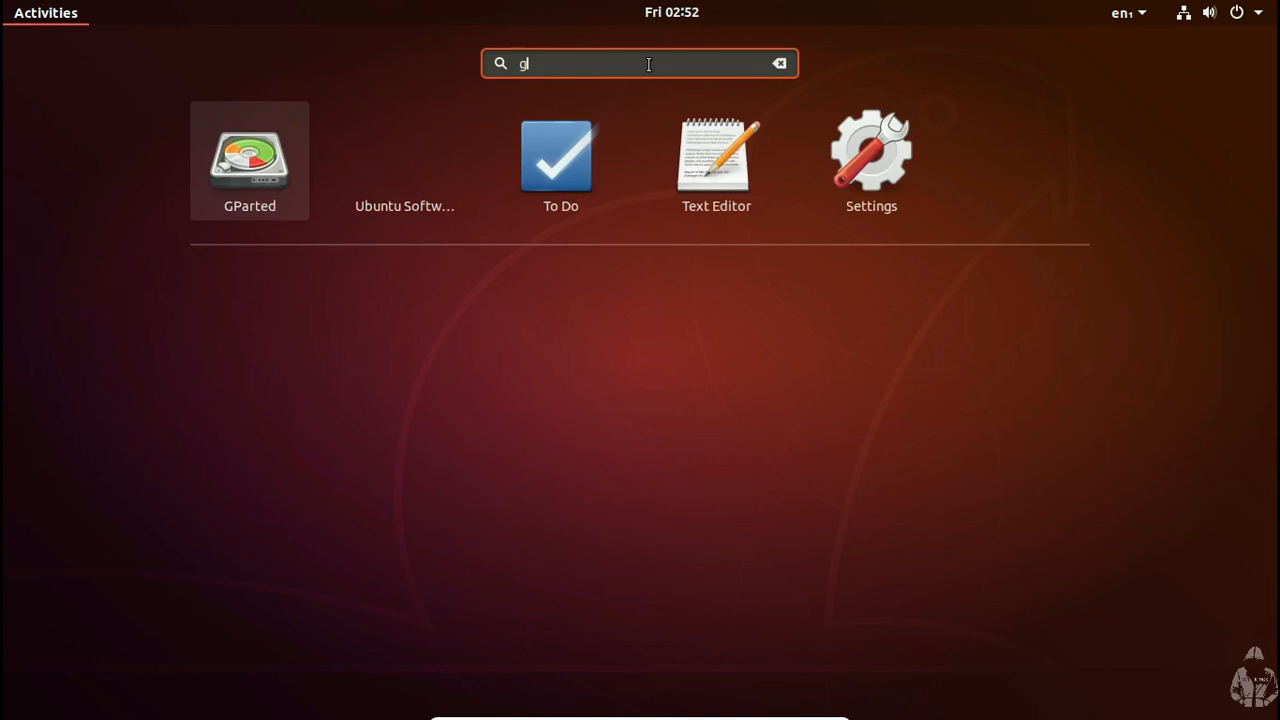 Activities
Fri 02:52
en₁
g
GParted
Ubuntu Softw...
To Do
Text Editor
Settings